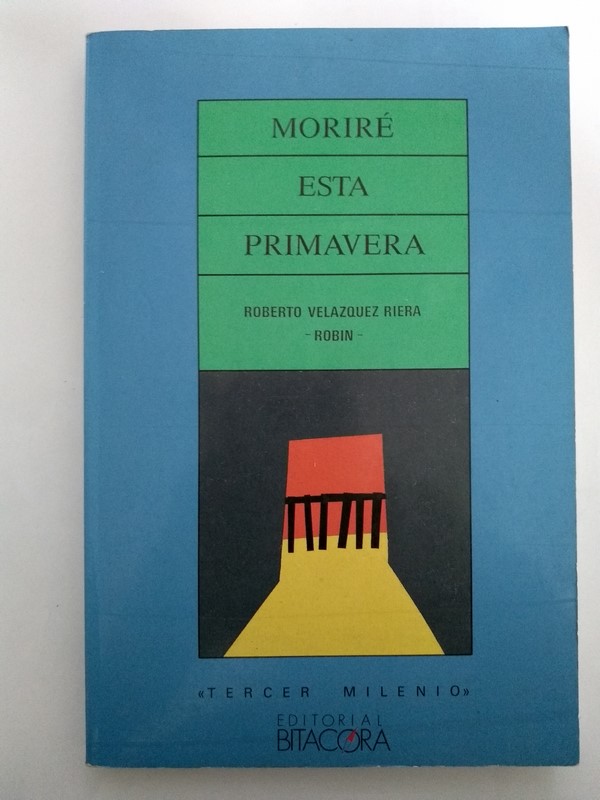 MORIRÉ
ESTA
PRIMAVERA
ROBERTO VELAZQUEZ RIERA
- ROBIN -
«TERCER MILENIO»
EDITORIAL
BITACORA